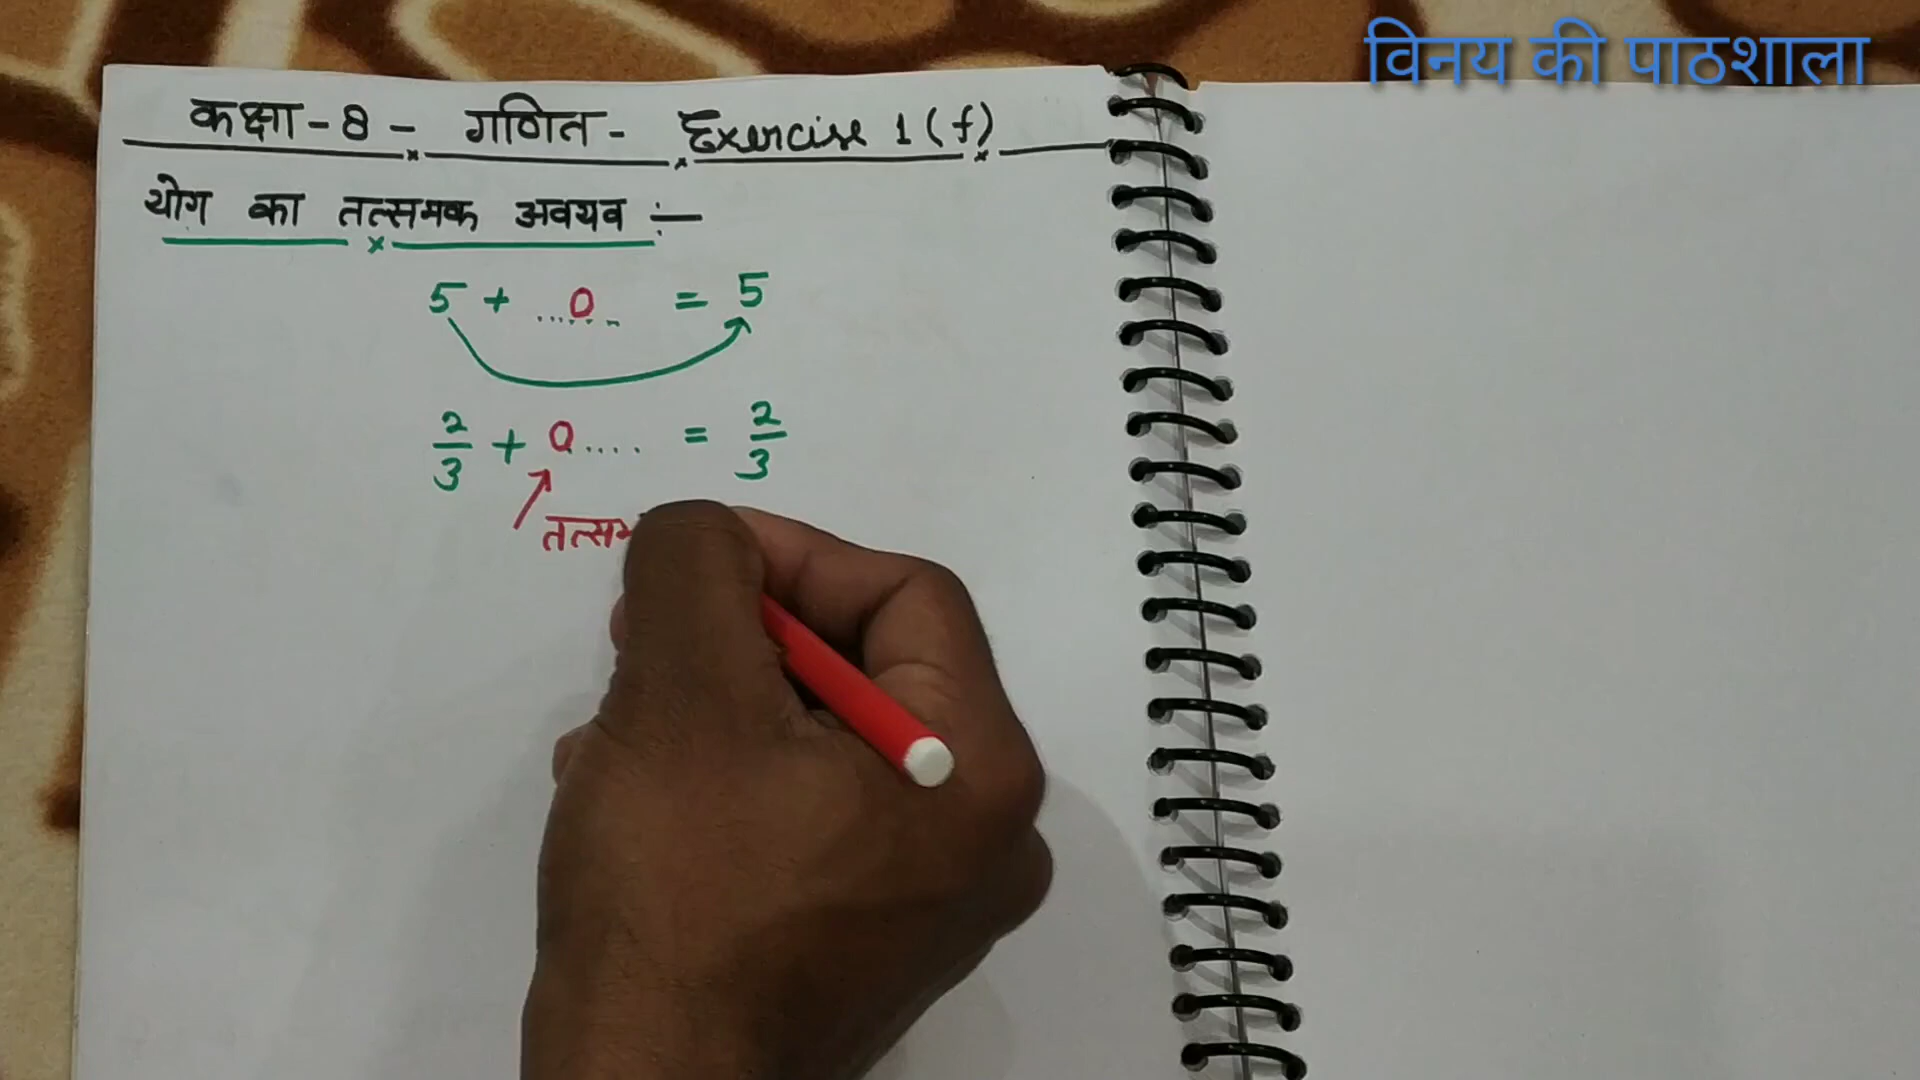 विनय की पाठशाला
कक्षा - 8 - गणित - Exercise 1 (f)
योग का तत्समक अवयव :-
5 + ...0... = 5
2/3 + 0.... = 2/3